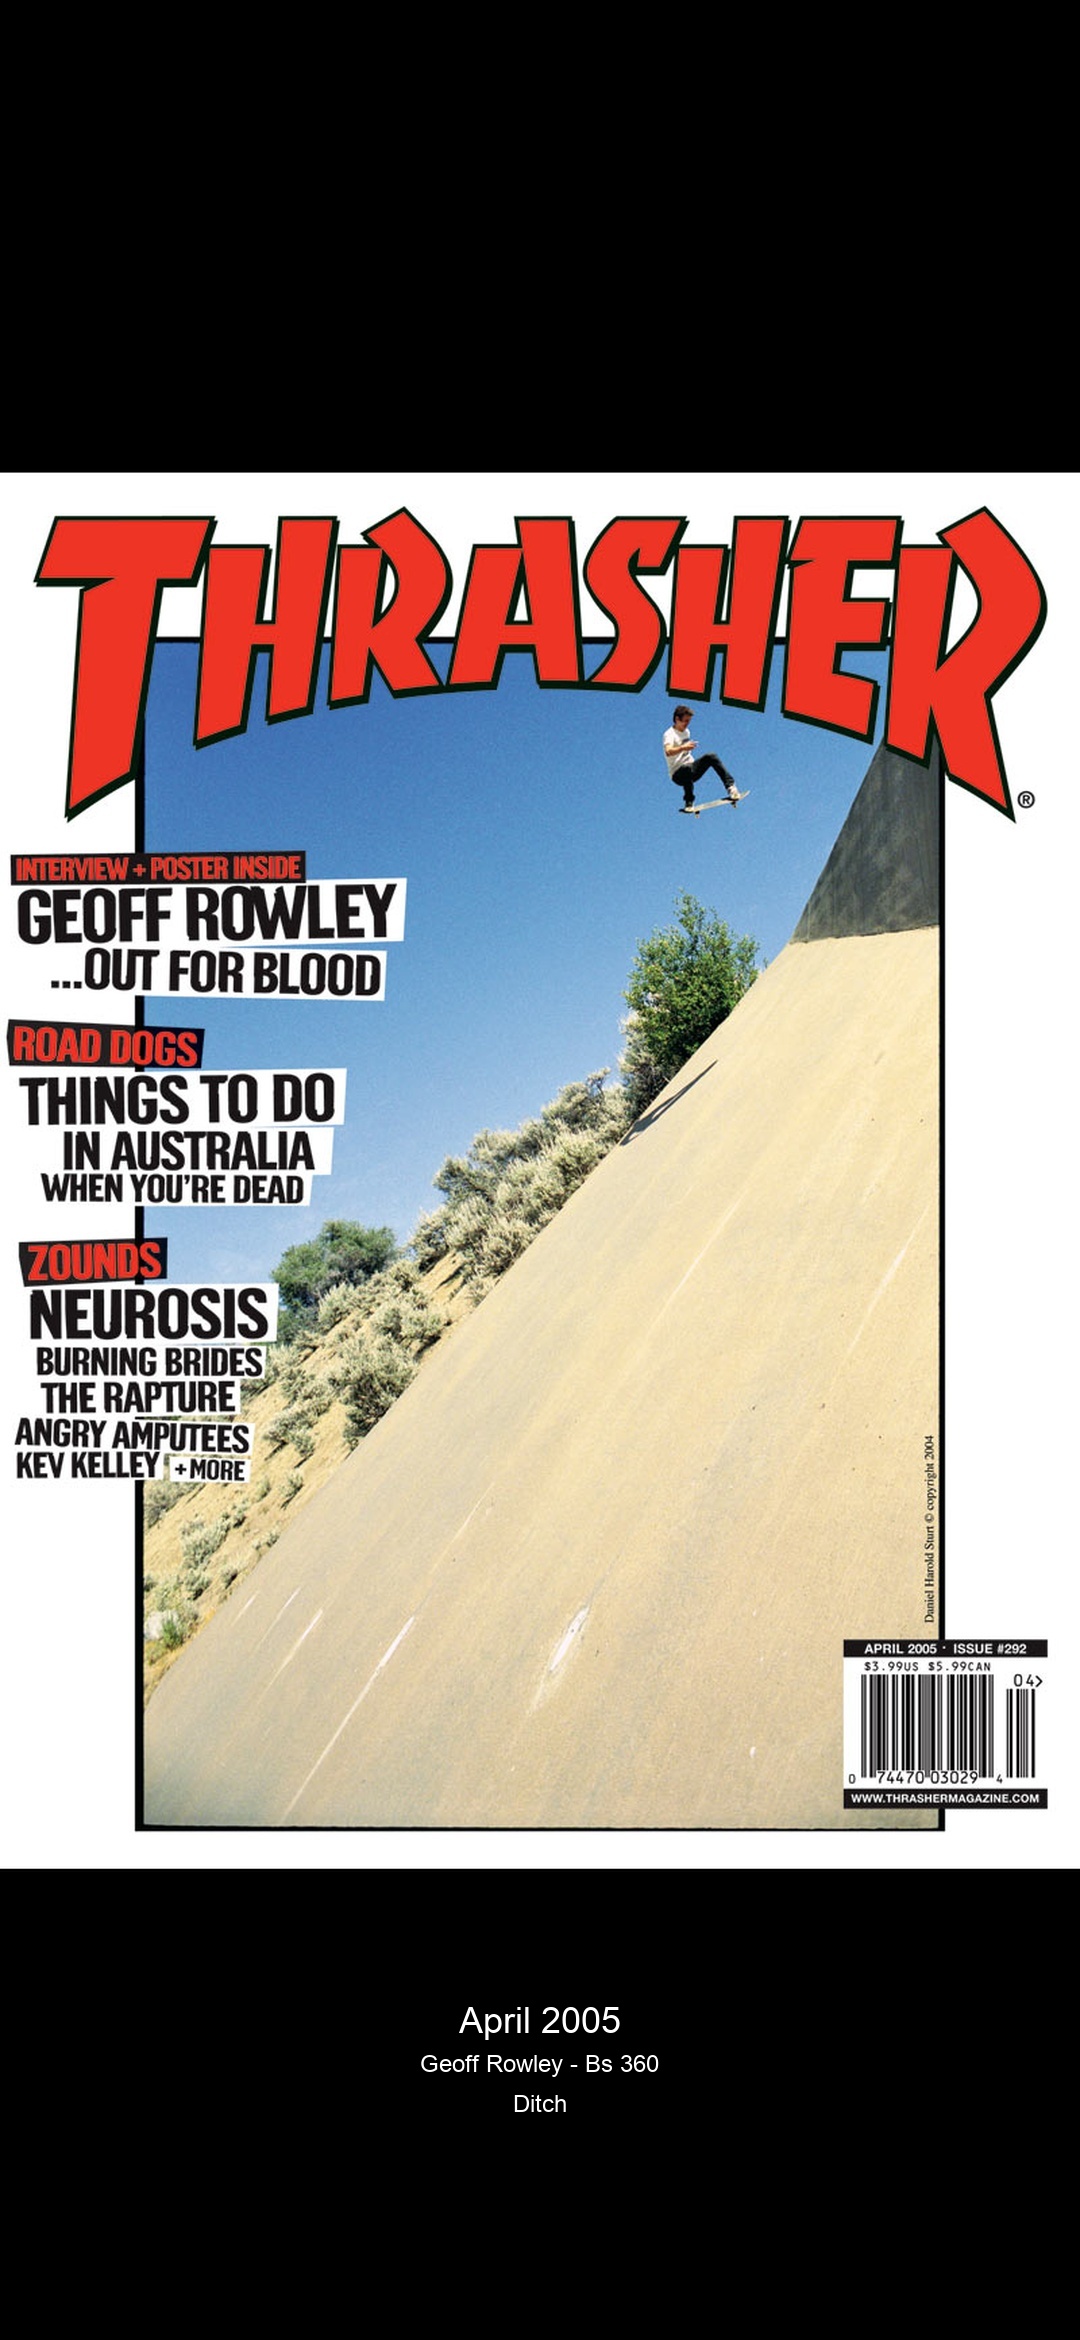 THRASHER
®
INTERVIEW + POSTER INSIDE
GEOFF ROWLEY
...OUT FOR BLOOD
ROAD DOGS
THINGS TO DO
IN AUSTRALIA
WHEN YOU'RE DEAD
ZOUNDS
NEUROSIS
BURNING BRIDES
THE RAPTURE
ANGRY AMPUTEES
KEV KELLEY +MORE
Daniel Harold Sturt © copyright 2004
APRIL 2005 · ISSUE #292
$3.99US $5.99CAN
04>
0 74470 03029 4
WWW.THRASHERMAGAZINE.COM
April 2005
Geoff Rowley - Bs 360
Ditch